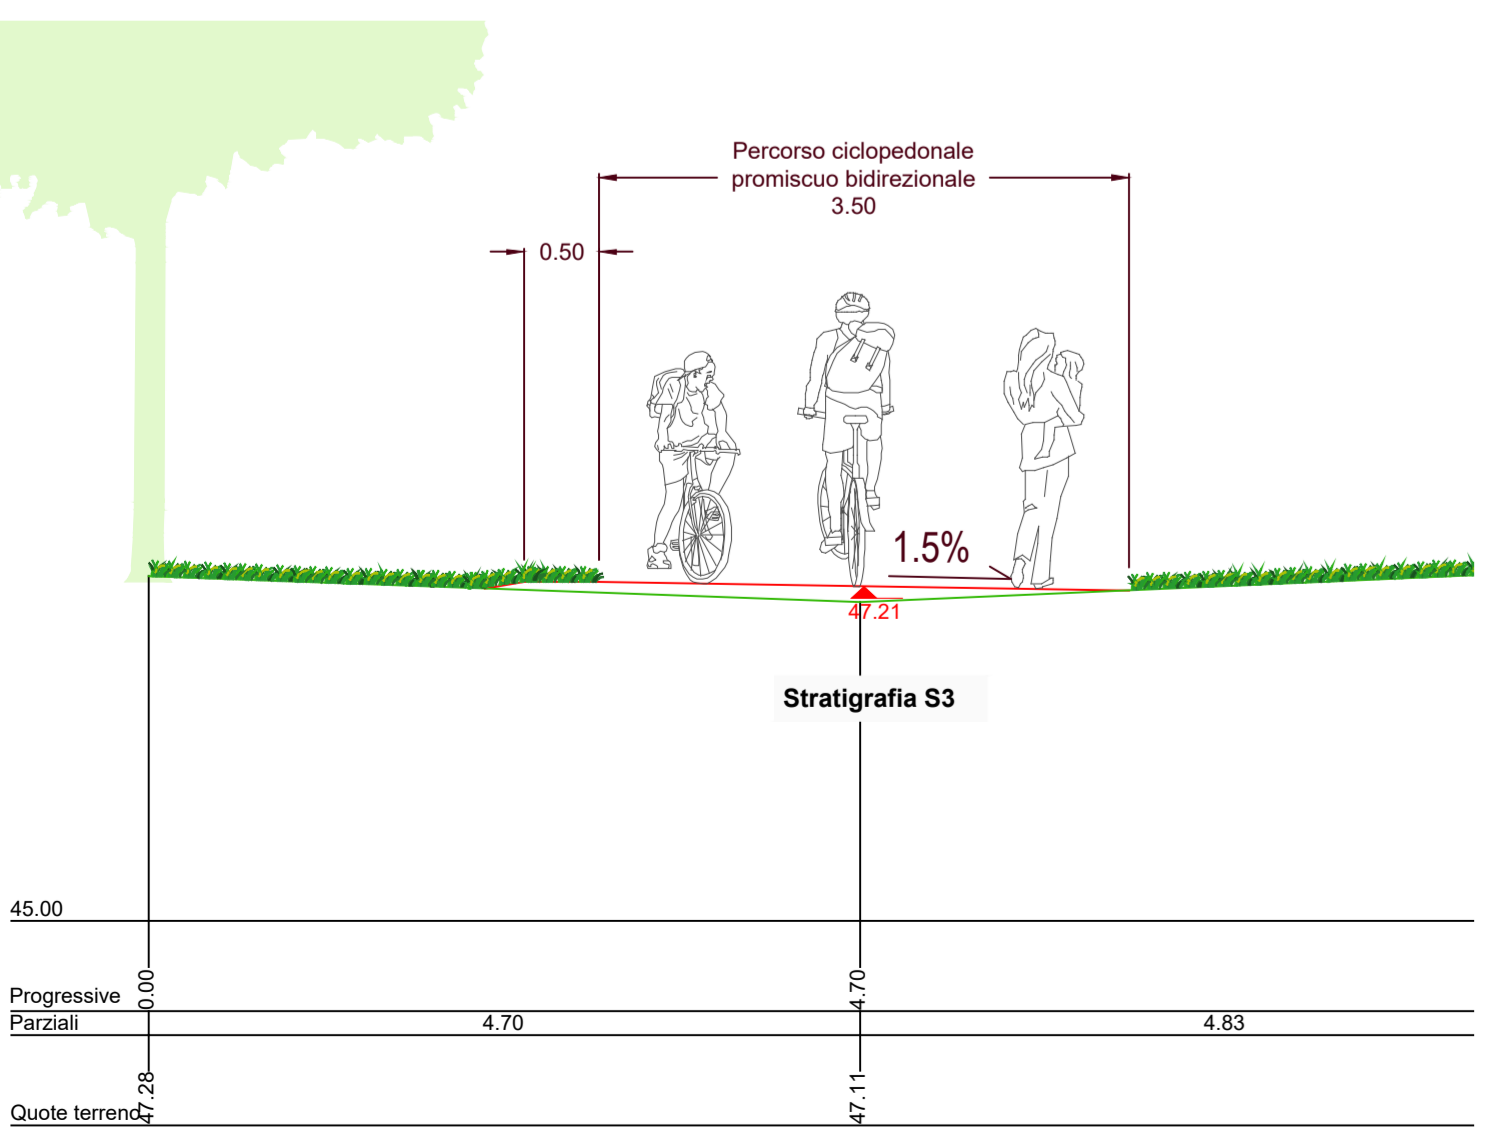 Percorso ciclopedonale
promiscuo bidirezionale
3.50
0.50
1.5%
47.21
Stratigrafia S3
45.00
Progressive 0.00 4.70
Parziali 4.70 4.83
Quote terreno 47.28 47.11